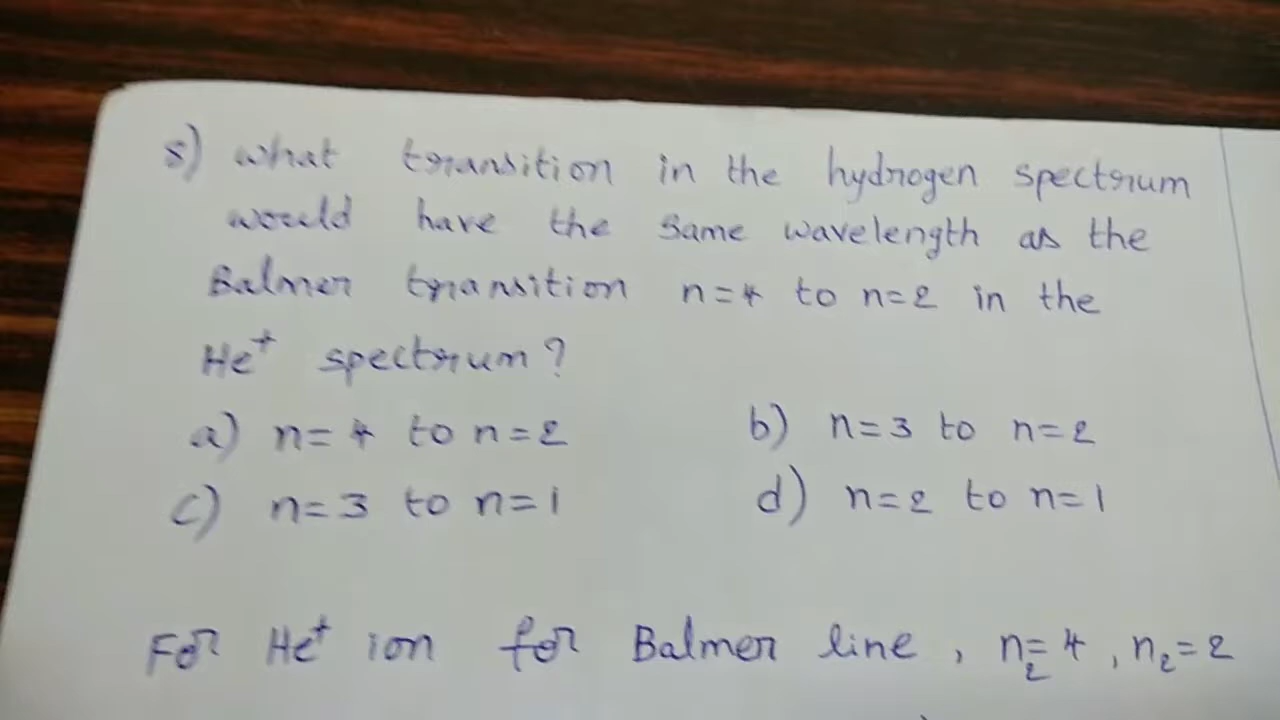 8) what transition in the hydrogen spectrum
would have the same wavelength as the
Balmer transition n=4 to n=2 in the
He⁺ spectrum?
a) n=4 to n=2 b) n=3 to n=2
c) n=3 to n=1 d) n=2 to n=1
For He⁺ ion for Balmer line, n₂=4, n₂=2